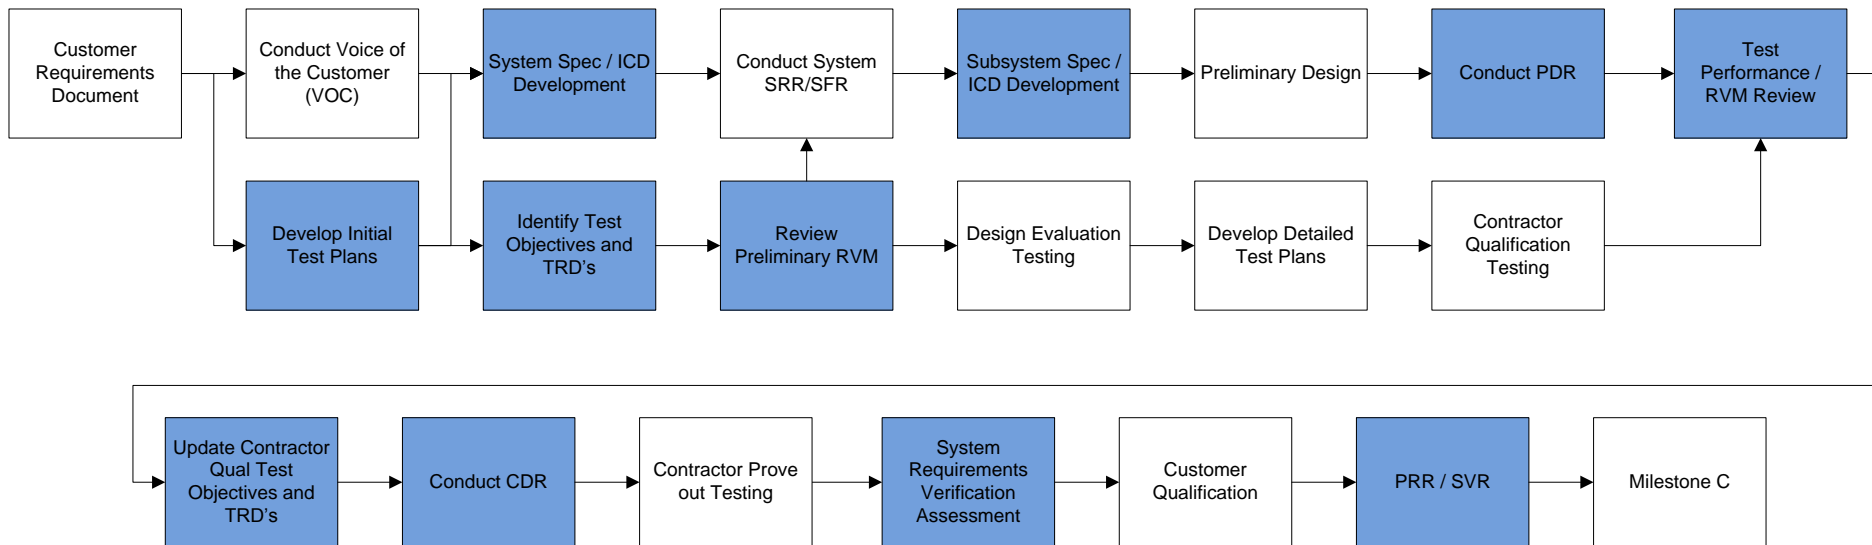 Customer
Requirements
Document
Conduct Voice of
the Customer
(VOC)
System Spec / ICD
Development
Conduct System
SRR/SFR
Subsystem Spec /
ICD Development
Preliminary Design
Conduct PDR
Test
Performance /
RVM Review
Develop Initial
Test Plans
Identify Test
Objectives and
TRD's
Review
Preliminary RVM
Design Evaluation
Testing
Develop Detailed
Test Plans
Contractor
Qualification
Testing
Update Contractor
Qual Test
Objectives and
TRD's
Conduct CDR
Contractor Prove
out Testing
System
Requirements
Verification
Assessment
Customer
Qualification
PRR / SVR
Milestone C